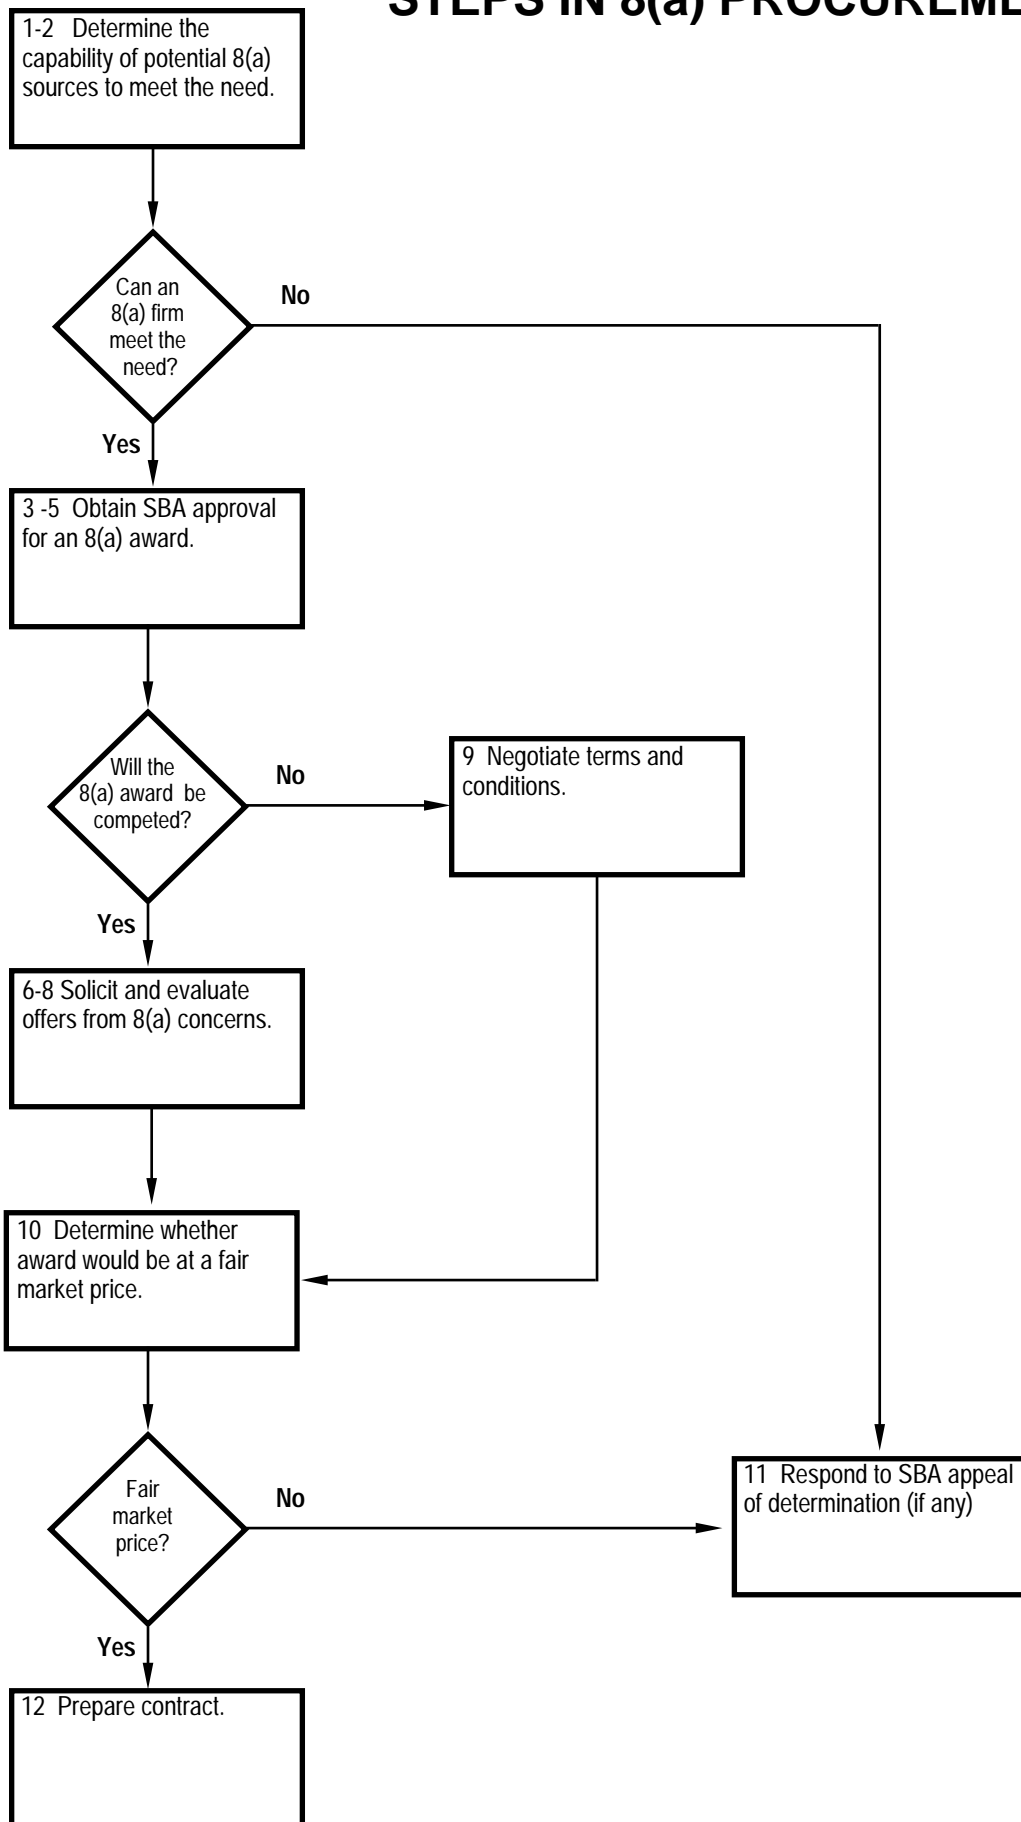 STEPS IN 8(a) PROCUREME
1-2 Determine the
capability of potential 8(a)
sources to meet the need.
Can an
8(a) firm
meet the
need?
No
Yes
3 -5 Obtain SBA approval
for an 8(a) award.
Will the
8(a) award be
competed?
No
9 Negotiate terms and
conditions.
Yes
6-8 Solicit and evaluate
offers from 8(a) concerns.
10 Determine whether
award would be at a fair
market price.
Fair
market
price?
No
11 Respond to SBA appeal
of determination (if any)
Yes
12 Prepare contract.